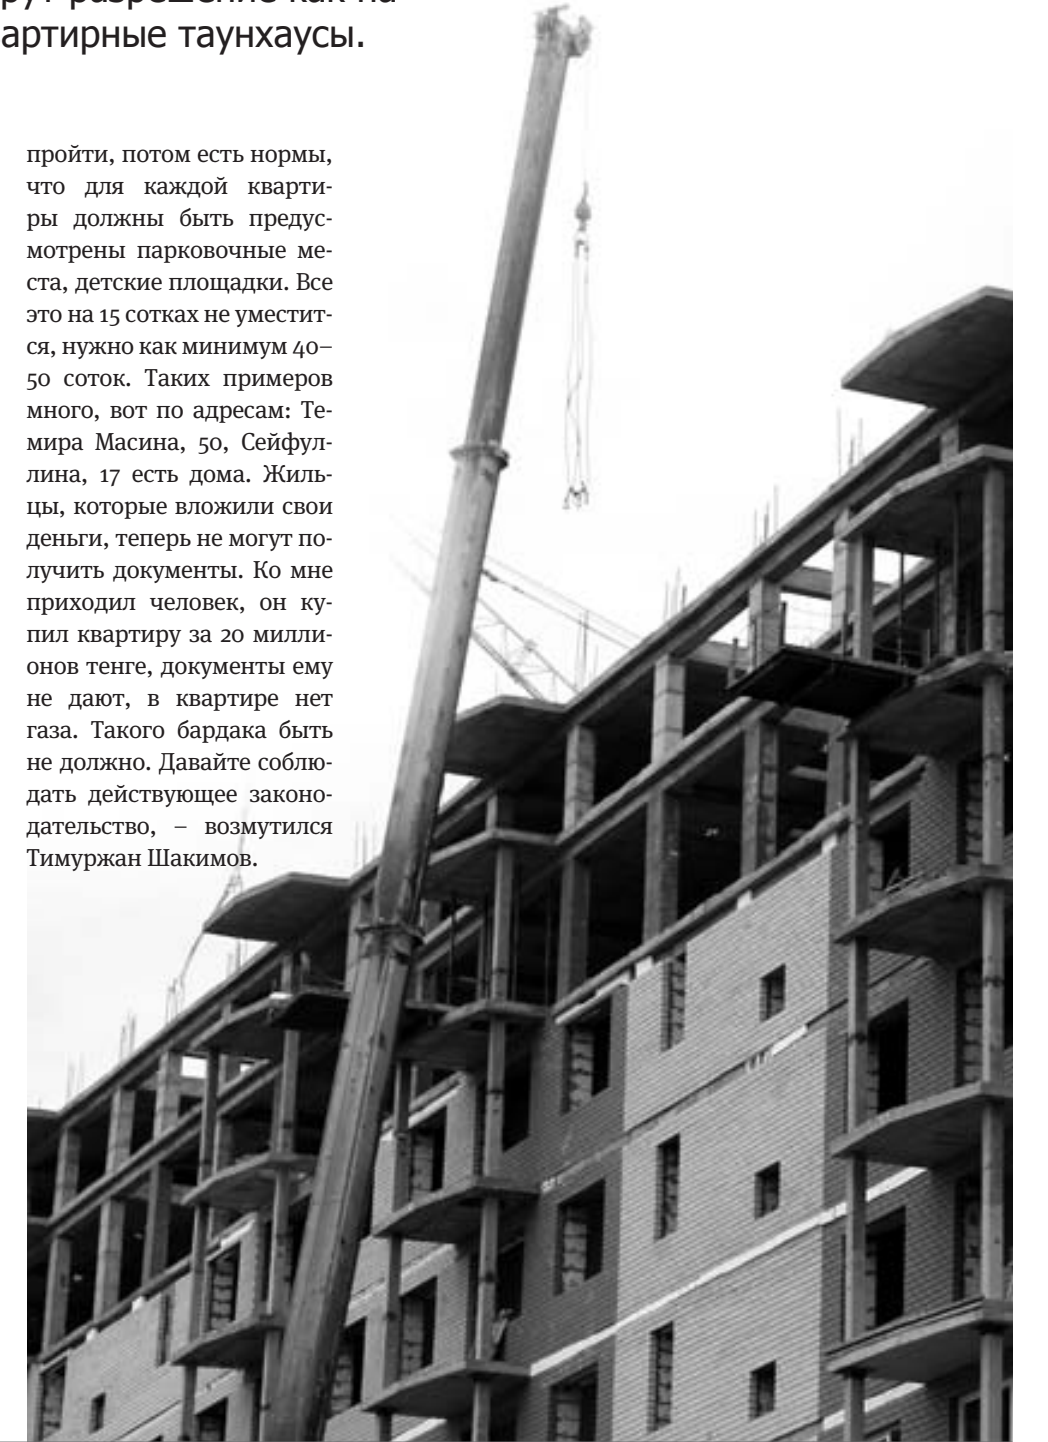 разрешение как на
артирные таунхаусы.
пройти, потом есть нормы,
что для каждой кварти-
ры должны быть предус-
мотрены парковочные ме-
ста, детские площадки. Все
это на 15 сотках не уместит-
ся, нужно как минимум 40–
50 соток. Таких примеров
много, вот по адресам: Те-
мира Масина, 50, Сейфул-
лина, 17 есть дома. Жиль-
цы, которые вложили свои
деньги, теперь не могут по-
лучить документы. Ко мне
приходил человек, он ку-
пил квартиру за 20 милли-
онов тенге, документы ему
не дают, в квартире нет
газа. Такого бардака быть
не должно. Давайте соблю-
дать действующее законо-
дательство, – возмутился
Тимуржан Шакимов.